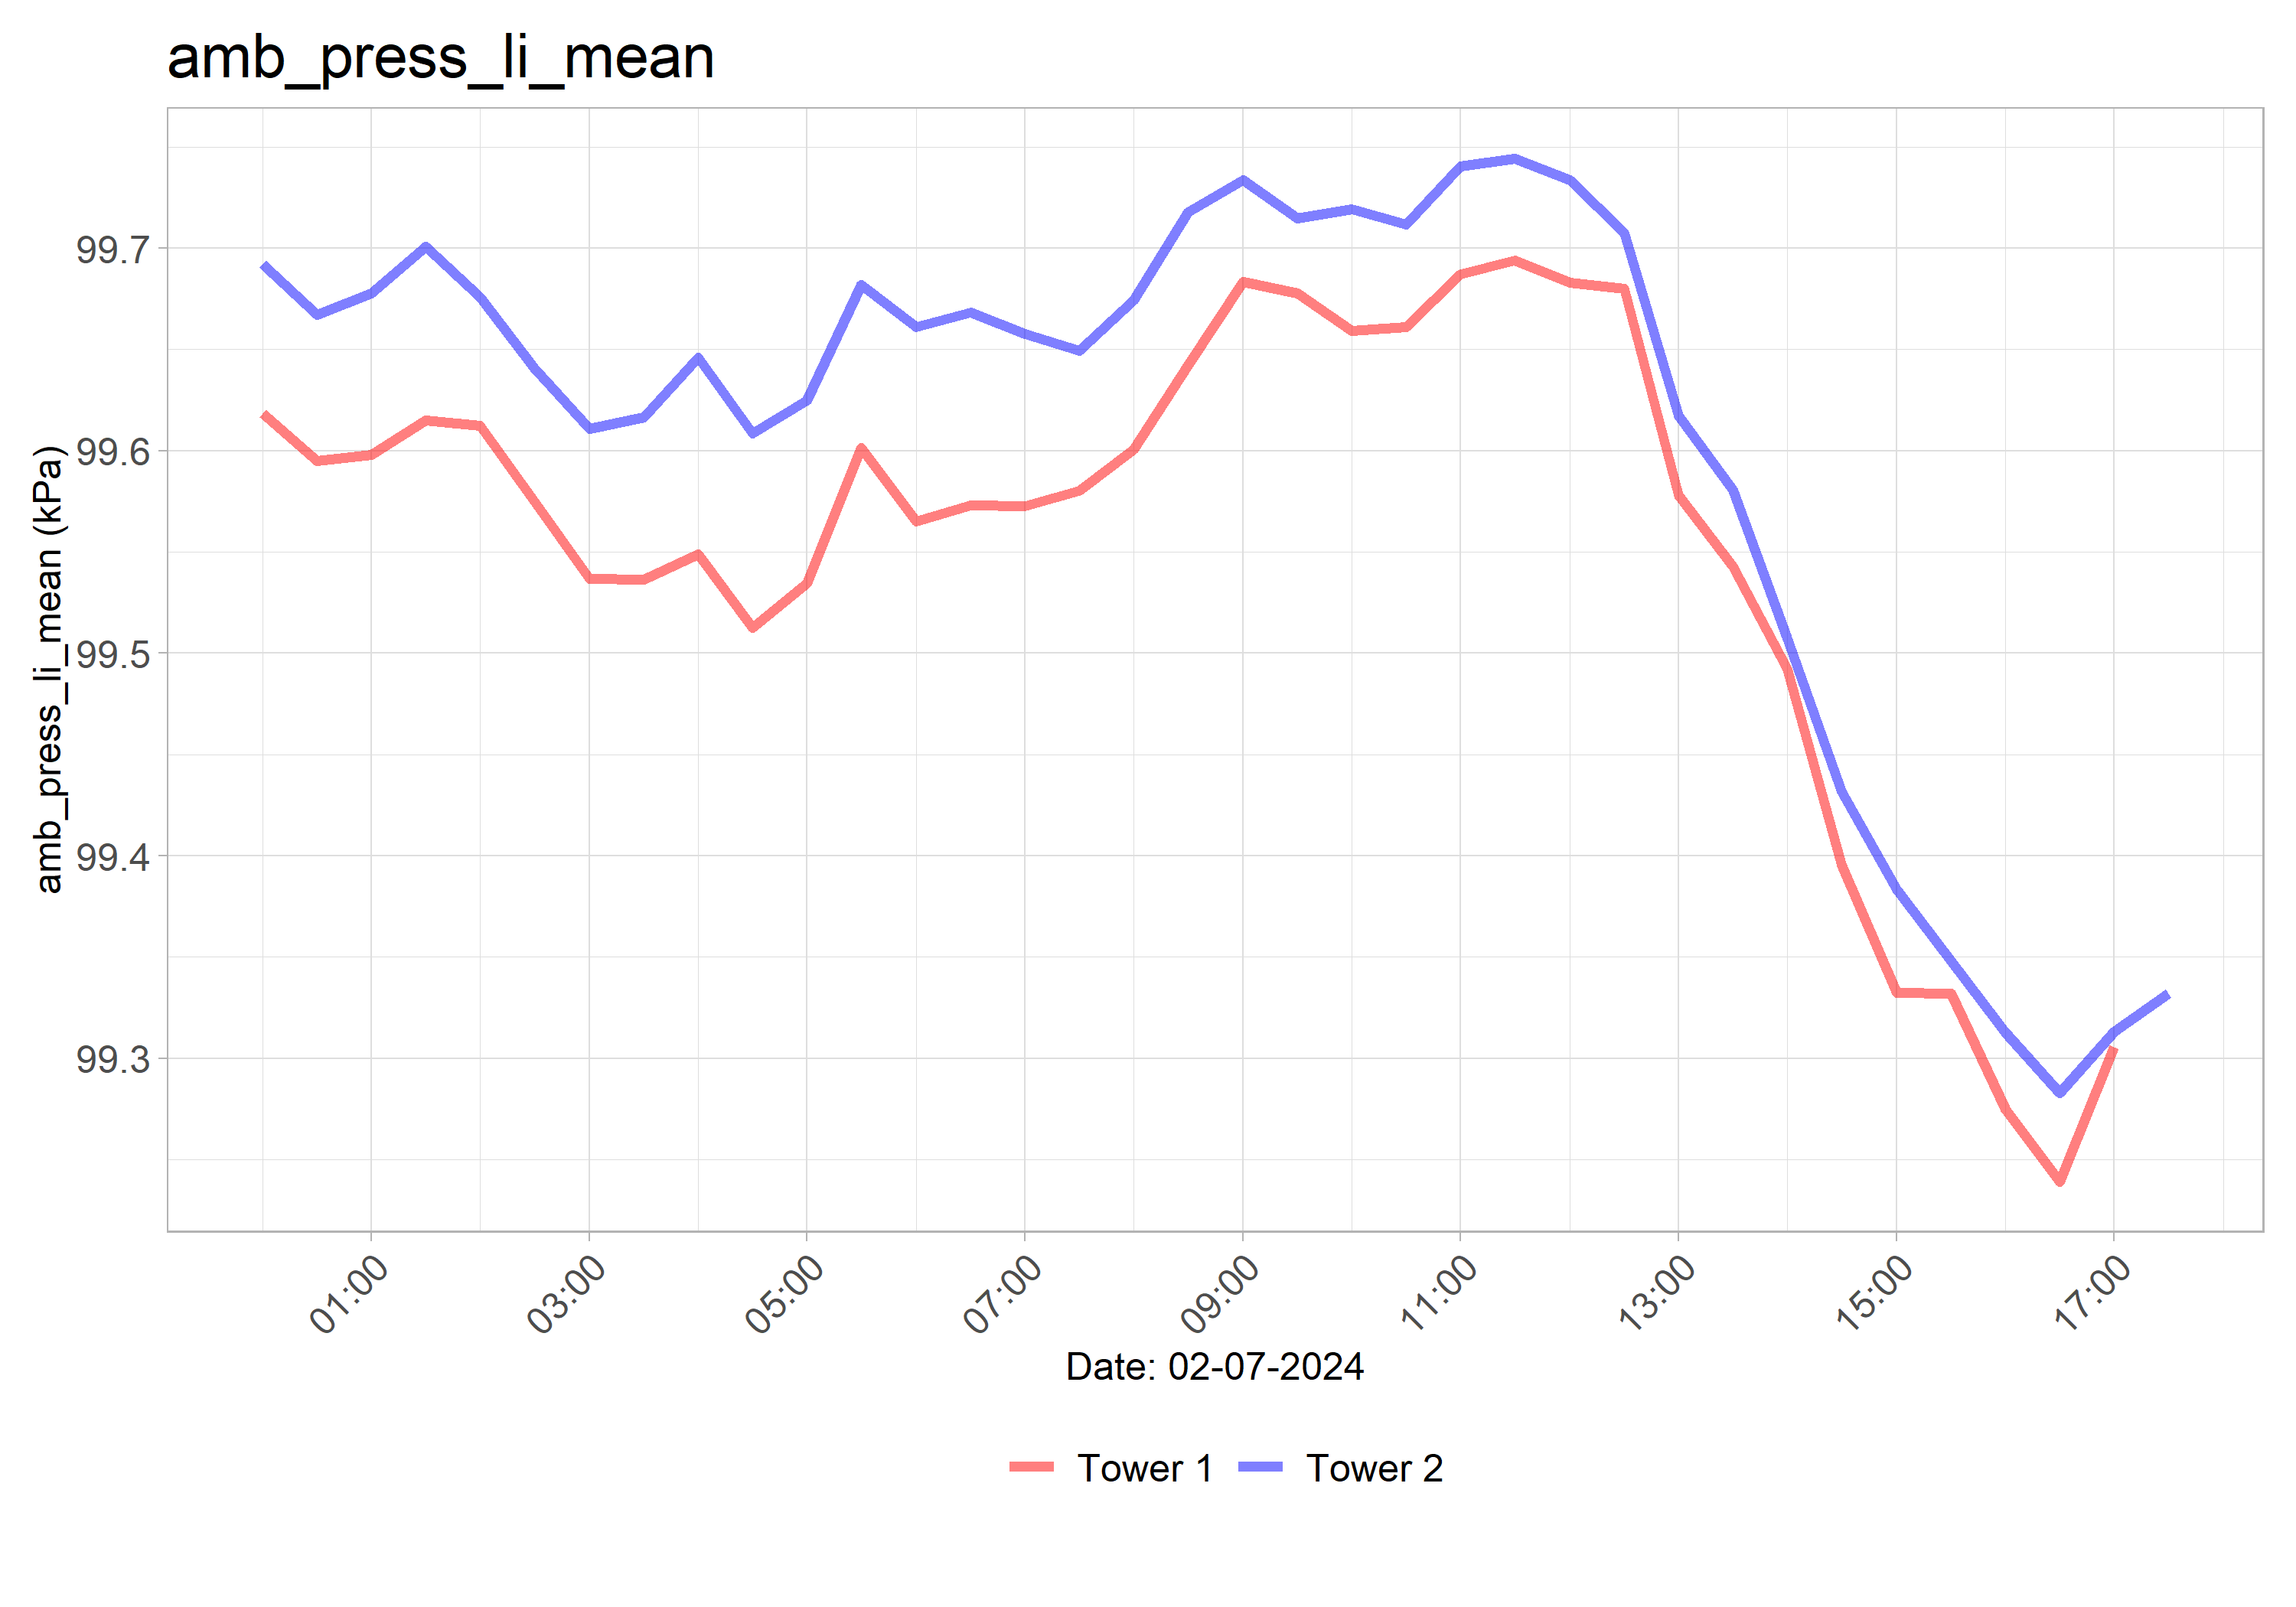 amb_press_li_mean
amb_press_li_mean (kPa)
99.7
99.6
99.5
99.4
99.3
01:00 03:00 05:00 07:00 09:00 11:00 13:00 15:00 17:00
Date: 02-07-2024
Tower 1 Tower 2